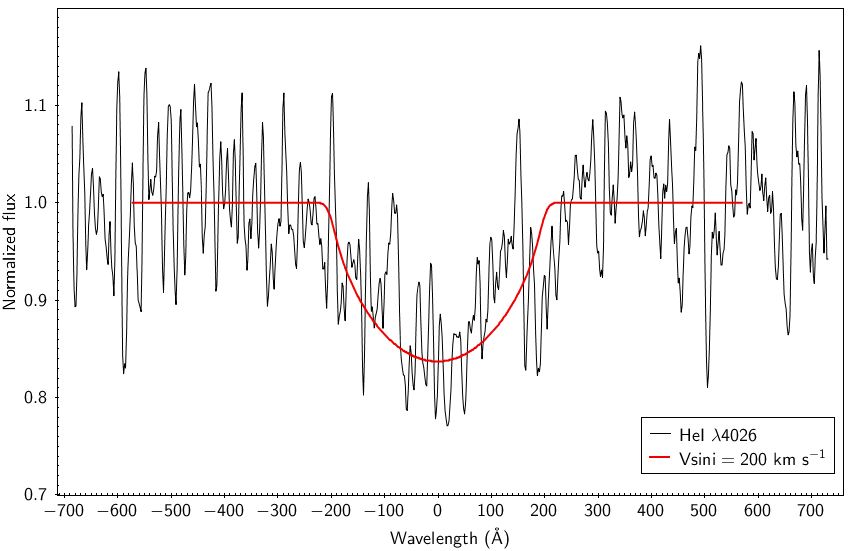 Normalized flux
1.1
1.0
0.9
0.8
0.7
−700 −600 −500 −400 −300 −200 −100 0 100 200 300 400 500 600 700
Wavelength (Å)
HeI λ4026
Vsini = 200 km s⁻¹